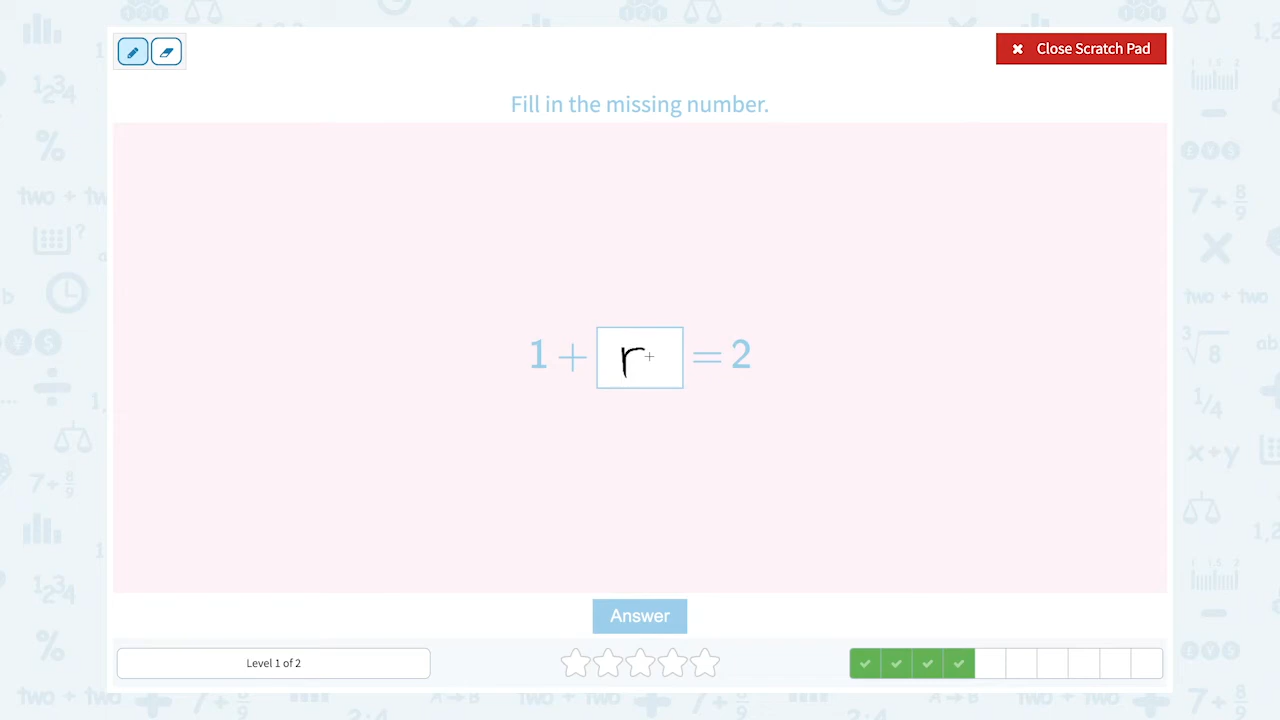 Close Scratch Pad
Fill in the missing number.
1 + r = 2
Answer
Level 1 of 2